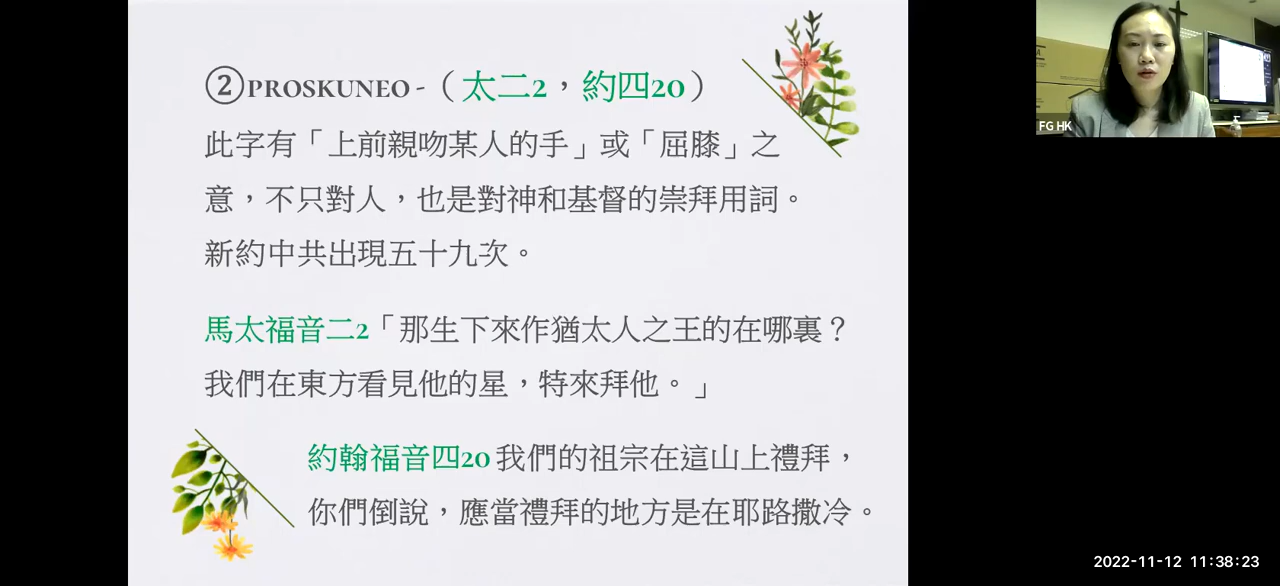 ②PROSKUNEO -（太二2，約四20）
此字有「上前親吻某人的手」或「屈膝」之
意，不只對人，也是對神和基督的崇拜用詞。
新約中共出現五十九次。
馬太福音二2「那生下來作猶太人之王的在哪裏？
我們在東方看見他的星，特來拜他。」
約翰福音四20 我們的祖宗在這山上禮拜，
你們倒說，應當禮拜的地方是在耶路撒冷。
FG HK
2022-11-12 11:38:23